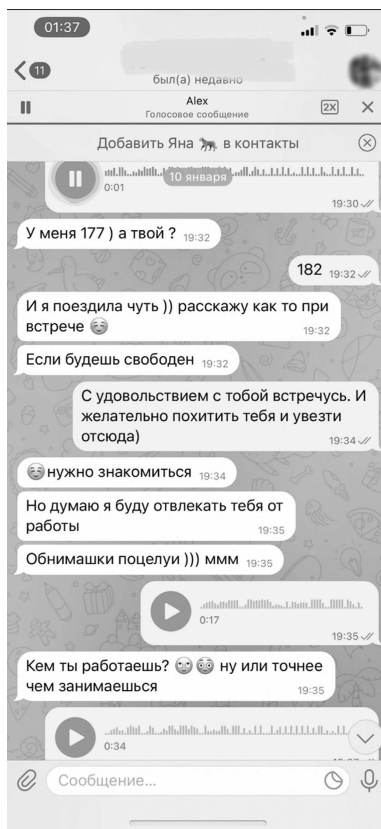 01:37
11
был(а) недавно
Alex
Голосовое сообщение
2X
Добавить Яна 🐆 в контакты
10 января
0:01
19:30
У меня 177 ) а твой ? 19:32
182 19:32
И я поездила чуть )) расскажу как то при
встрече ☺️
19:32
Если будешь свободен 19:32
С удовольствием с тобой встречусь. И
желательно похитить тебя и увезти
отсюда)
19:34
☺️нужно знакомиться 19:34
Но думаю я буду отвлекать тебя от
работы
19:35
Обнимашки поцелуи ))) ммм 19:35
0:17
19:35
Кем ты работаешь? 🙄 😳 ну или точнее
чем занимаешься
19:35
0:34
Сообщение...